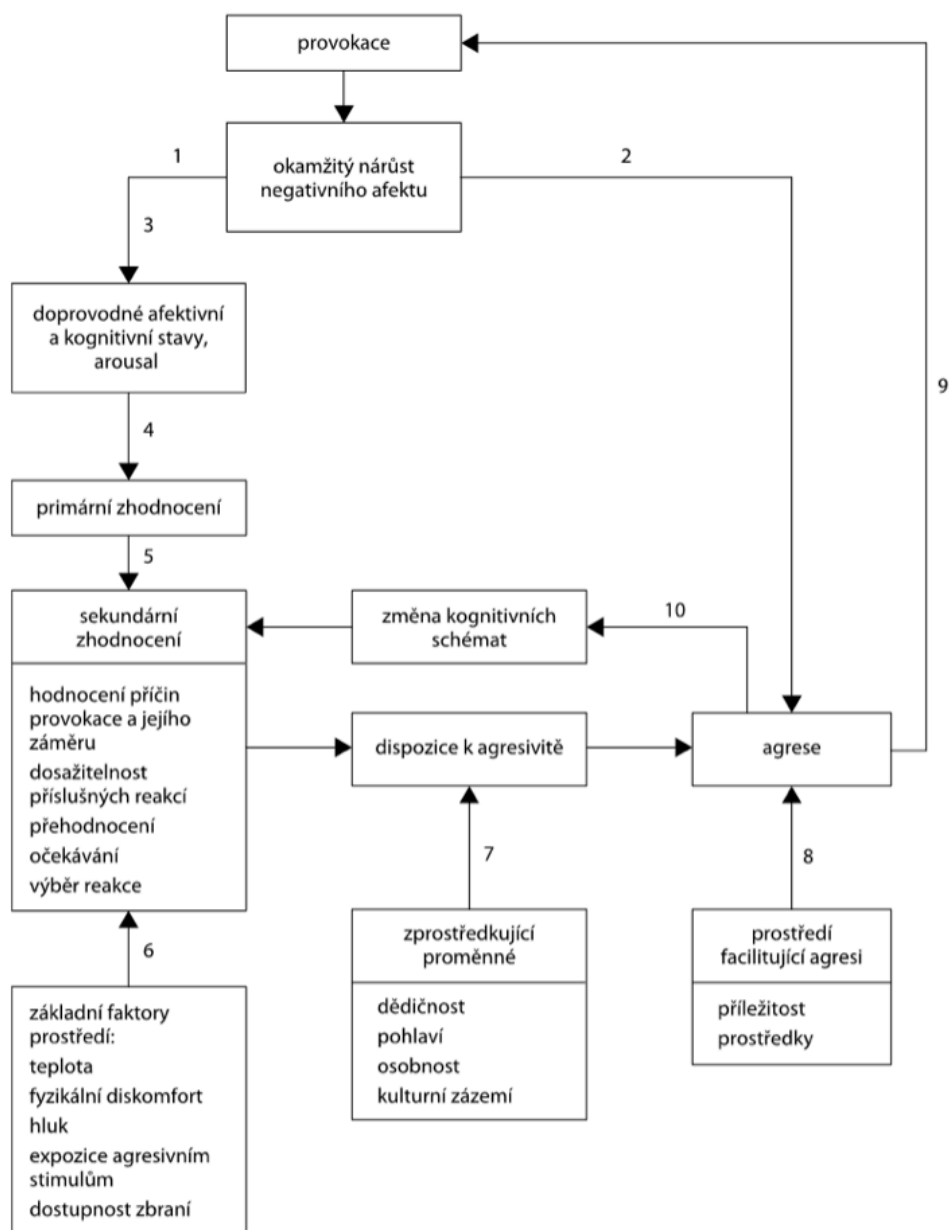 provokace
okamžitý nárůst
negativního afektu
1
2
3
doprovodné afektivní
a kognitivní stavy,
arousal
9
4
primární zhodnocení
5
sekundární
zhodnocení
hodnocení příčin
provokace a jejího
záměru
dosažitelnost
příslušných reakcí
přehodnocení
očekávání
výběr reakce
změna kognitivních
schémat
10
dispozice k agresivitě
agrese
7
8
6
základní faktory
prostředí:
teplota
fyzikální diskomfort
hluk
expozice agresivním
stimulům
dostupnost zbraní
zprostředkující
proměnné
dědičnost
pohlaví
osobnost
kulturní zázemí
prostředí
facilitující agresi
příležitost
prostředky